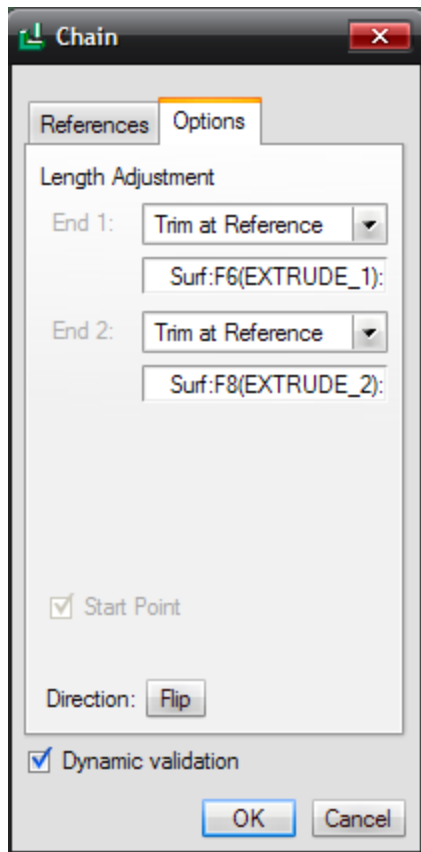 Chain
References Options
Length Adjustment
End 1: Trim at Reference
Surf:F6(EXTRUDE_1):
End 2: Trim at Reference
Surf:F8(EXTRUDE_2):
Start Point
Direction: Flip
Dynamic validation
OK Cancel